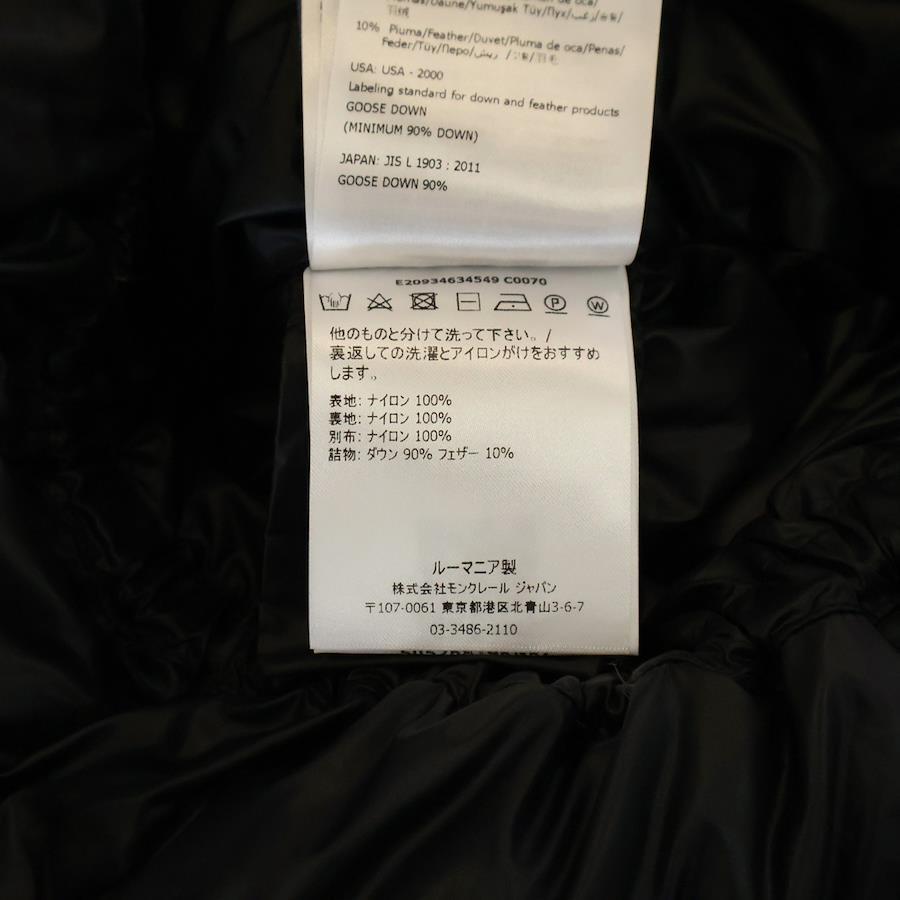 10% Piuma/Feather/Duvet/Pluma de oca/Penas/
Feder/Tüy/Перо/ريش/
USA: USA - 2000
Labeling standard for down and feather products
GOOSE DOWN
(MINIMUM 90% DOWN)
JAPAN: JIS L 1903 : 2011
GOOSE DOWN 90%
E20934634549 C0070
P
W
他のものと分けて洗って下さい。/
裏返しての洗濯とアイロンがけをおすすめ
します。
表地: ナイロン 100%
裏地: ナイロン 100%
別布: ナイロン 100%
詰物: ダウン 90% フェザー 10%
ルーマニア製
株式会社モンクレール ジャパン
〒107-0061 東京都港区北青山3-6-7
03-3486-2110